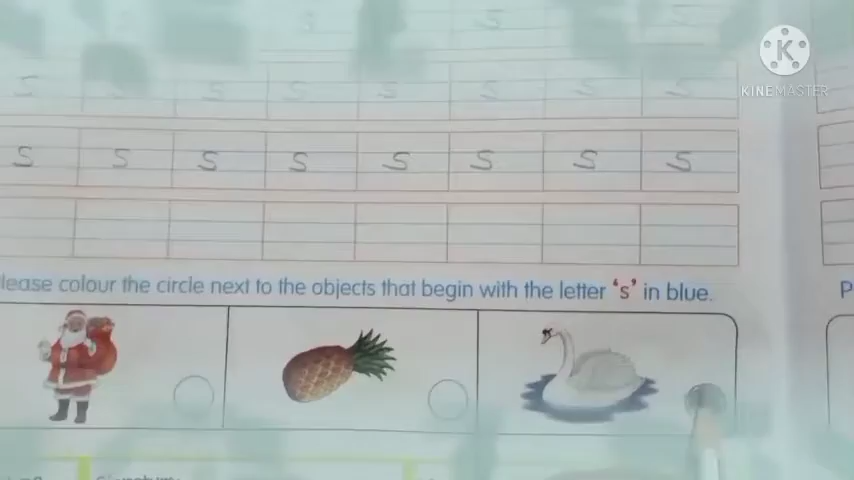 S
KINEMASTER
S S S S S S S S
S S S S S S S S
lease colour the circle next to the objects that begin with the letter 's' in blue.
P